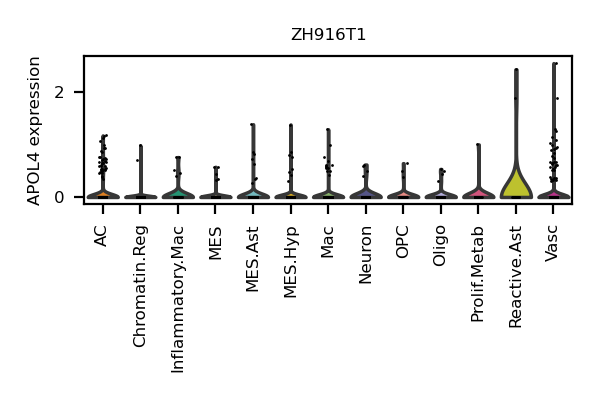 ZH916T1
APOL4 expression
2
0
AC
Chromatin.Reg
Inflammatory.Mac
MES
MES.Ast
MES.Hyp
Mac
Neuron
OPC
Oligo
Prolif.Metab
Reactive.Ast
Vasc